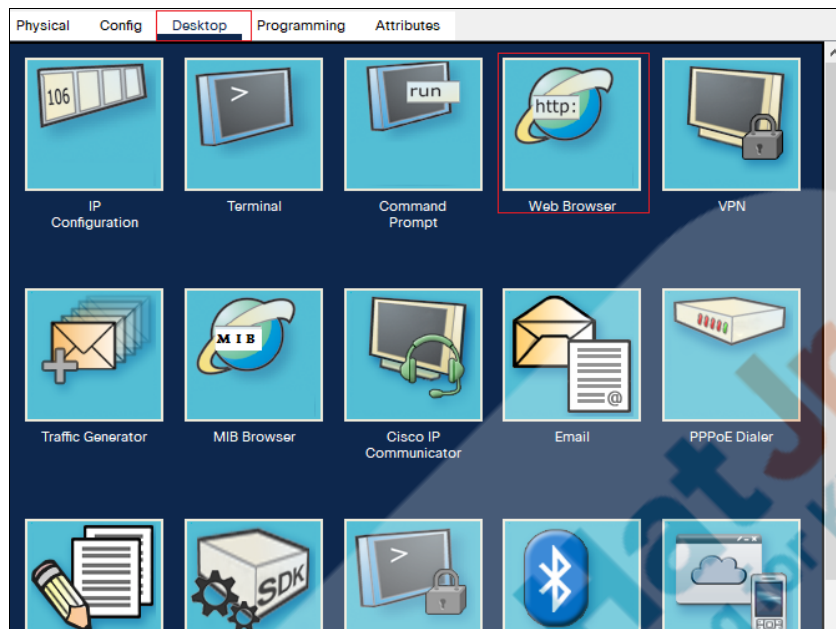 Physical Config Desktop Programming Attributes
106
>
run
http:
IP
Configuration
Terminal
Command
Prompt
Web Browser
VPN
MIB
@
Traffic Generator
MIB Browser
Cisco IP
Communicator
Email
PPPoE Dialer
SDK
>